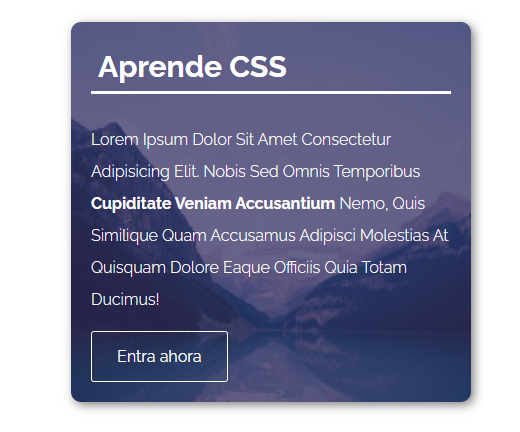 Aprende CSS
Lorem Ipsum Dolor Sit Amet Consectetur
Adipisicing Elit. Nobis Sed Omnis Temporibus
Cupiditate Veniam Accusantium Nemo, Quis
Similique Quam Accusamus Adipisci Molestias At
Quisquam Dolore Eaque Officiis Quia Totam
Ducimus!
Entra ahora